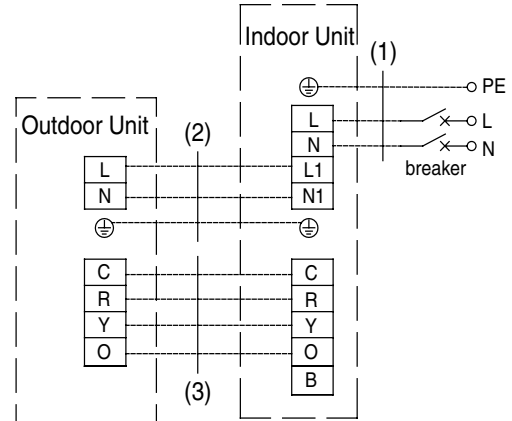 Indoor Unit
(1)
PE
L L
Outdoor Unit (2)
N N
breaker
L L1
N N1
C C
R R
Y Y
O O
B
(3)